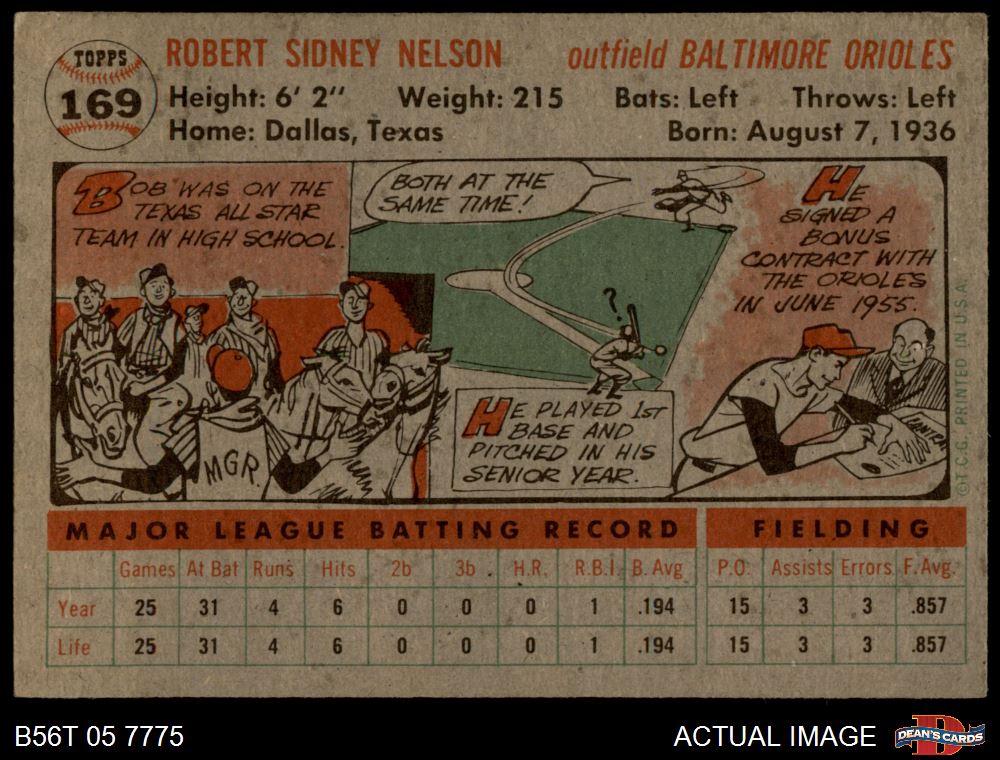 TOPPS
169
ROBERT SIDNEY NELSON outfield BALTIMORE ORIOLES
Height: 6' 2" Weight: 215 Bats: Left Throws: Left
Home: Dallas, Texas Born: August 7, 1936
BOB WAS ON THE
TEXAS ALL STAR
TEAM IN HIGH SCHOOL.
MGR.
BOTH AT THE
SAME TIME!
?
HE PLAYED 1ST
BASE AND
PITCHED IN HIS
SENIOR YEAR.
HE
SIGNED A
BONUS
CONTRACT WITH
THE ORIOLES
IN JUNE 1955.
©T.C.G. PRINTED IN U.S.A.
MAJOR LEAGUE BATTING RECORD FIELDING
Games At Bat Runs Hits 2b 3b. H.R. R.B.I. B. Avg. P.O. Assists Errors F. Avg.
Year 25 31 4 6 0 0 0 1 .194 15 3 3 .857
Life 25 31 4 6 0 0 0 1 .194 15 3 3 .857
B56T 05 7775 ACTUAL IMAGE
DEAN'S CARDS